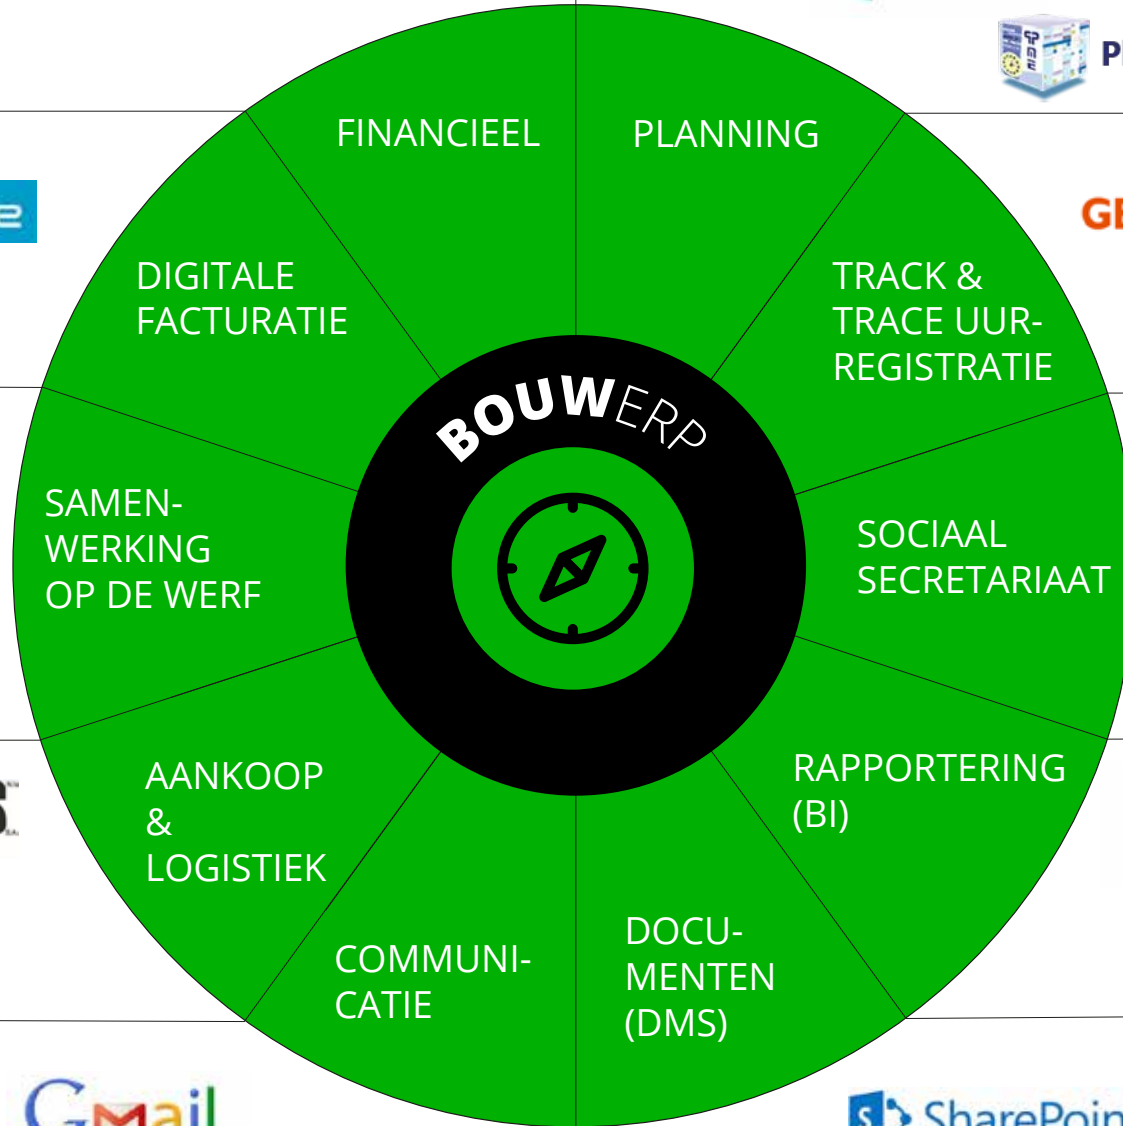 FINANCIEEL
PLANNING
DIGITALE
FACTURATIE
TRACK &
TRACE UUR-
REGISTRATIE
BOUWERP
SAMEN-
WERKING
OP DE WERF
SOCIAAL
SECRETARIAAT
AANKOOP
&
LOGISTIEK
RAPPORTERING
(BI)
COMMUNI-
CATIE
DOCU-
MENTEN
(DMS)
Gmail
S SharePoin